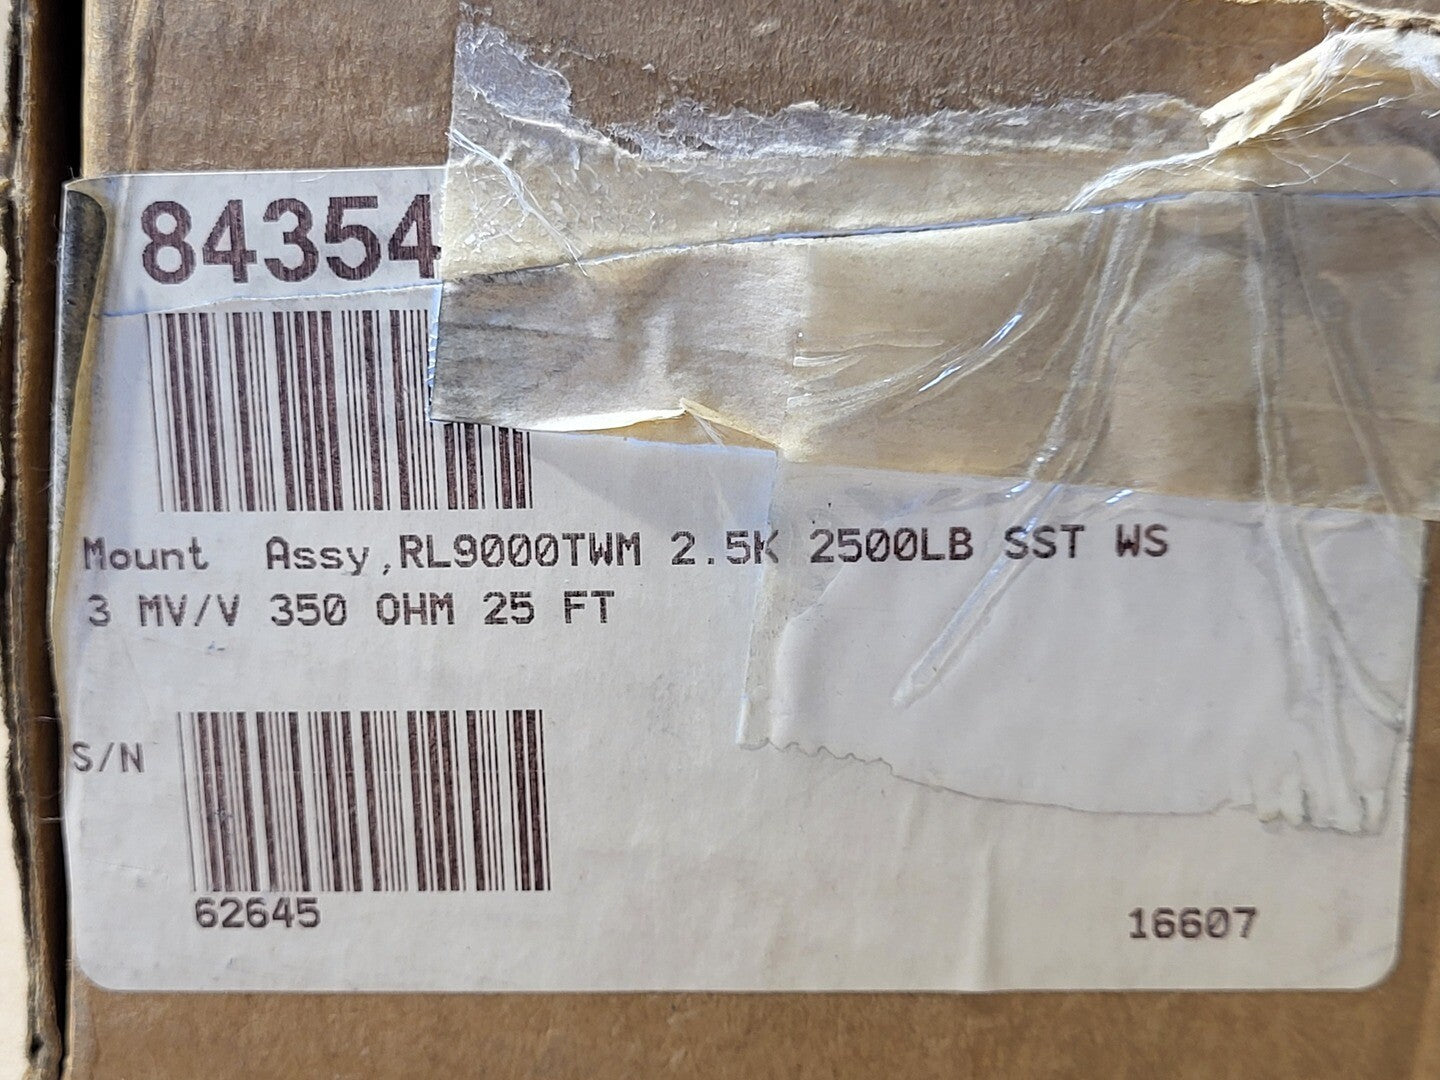 84354
Mount Assy,RL9000TWM 2.5K 2500LB SST WS
3 MV/V 350 OHM 25 FT
S/N
62645
16607